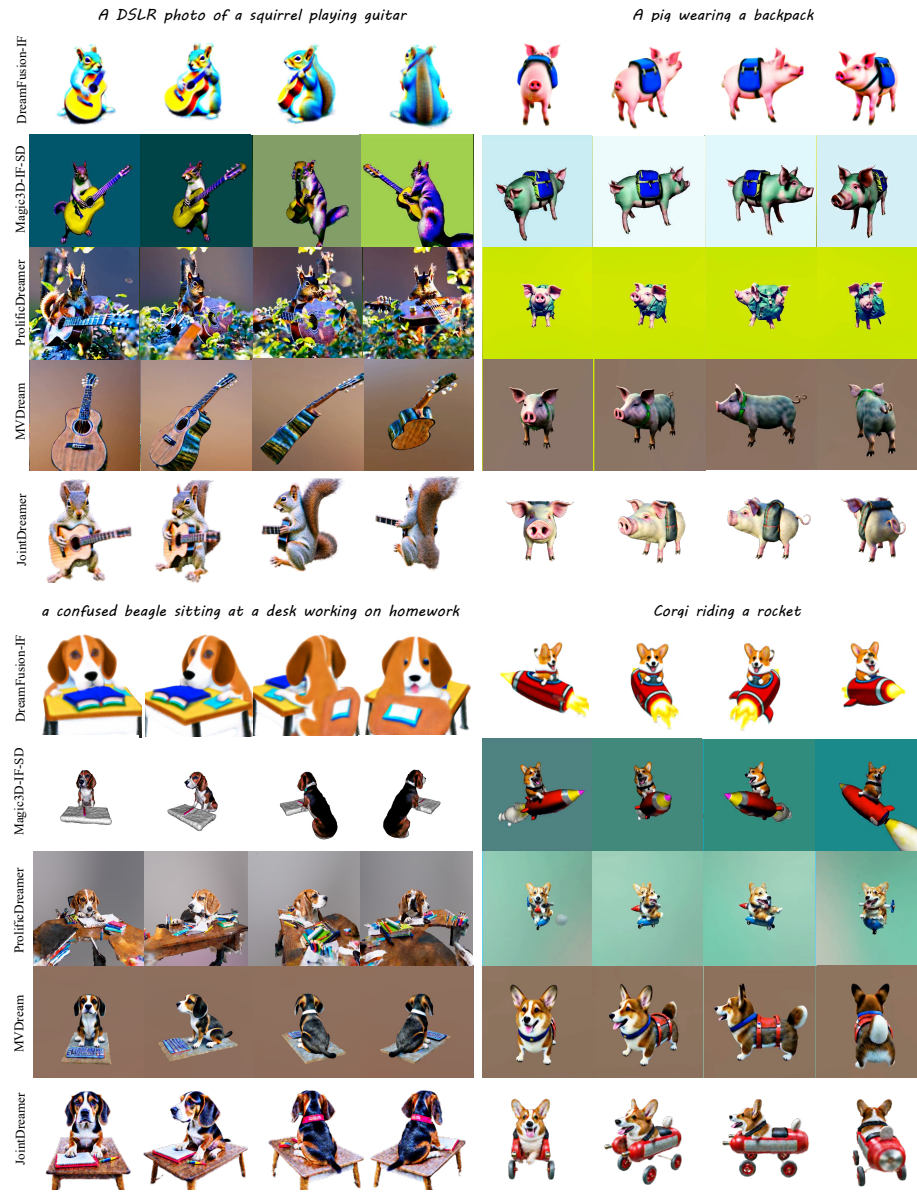 A DSLR photo of a squirrel playing guitar
A pig wearing a backpack
DreamFusion-IF
Magic3D-IF-SD
ProlificDreamer
MVDream
JointDreamer
a confused beagle sitting at a desk working on homework
Corgi riding a rocket
DreamFusion-IF
Magic3D-IF-SD
ProlificDreamer
MVDream
JointDreamer